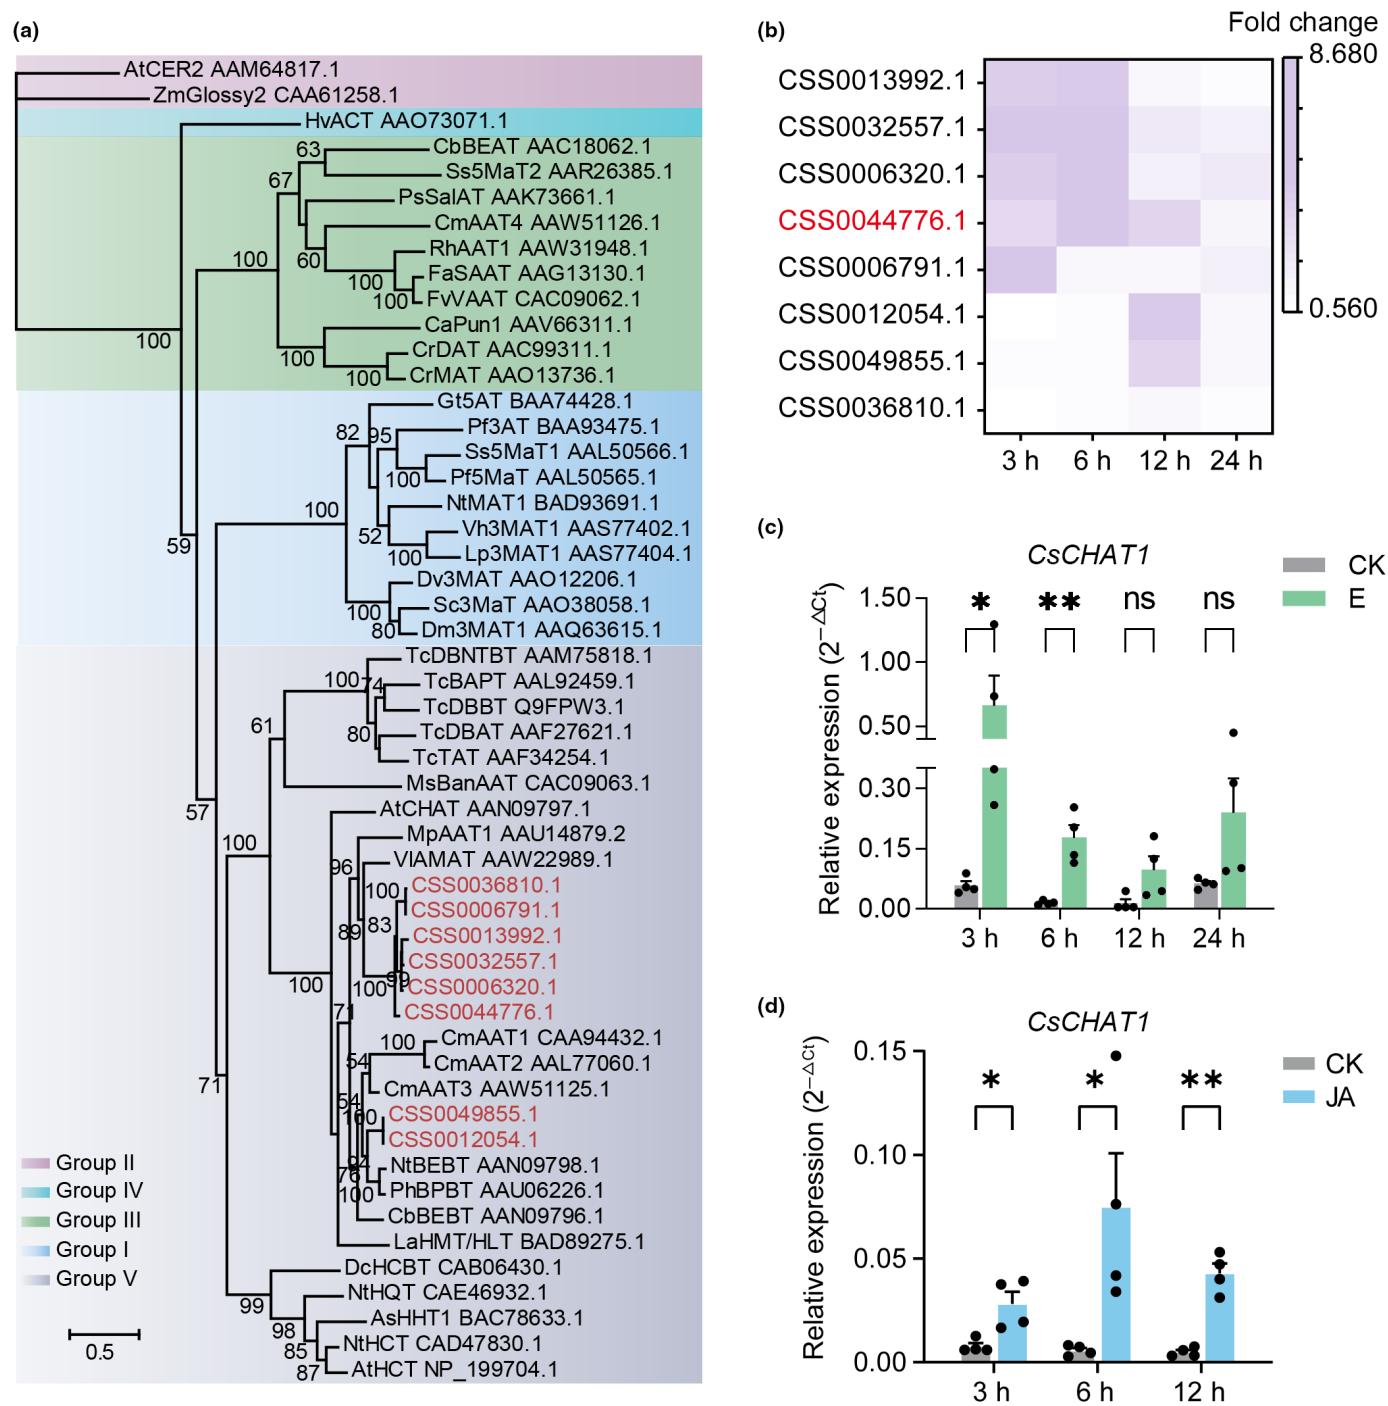 (a)
AtCER2 AAM64817.1
ZmGlossy2 CAA61258.1
HvACT AAO73071.1
CbBEAT AAC18062.1
63
Ss5MaT2 AAR26385.1
67
PsSalAT AAK73661.1
CmAAT4 AAW51126.1
RhAAT1 AAW31948.1
100
60
FaSAAT AAG13130.1
100
FvVAAT CAC09062.1
100
CaPun1 AAV66311.1
100
CrDAT AAC99311.1
100
CrMAT AAO13736.1
100
Gt5AT BAA74428.1
82
95
Pf3AT BAA93475.1
Ss5MaT1 AAL50566.1
Pf5MaT AAL50565.1
100
NtMAT1 BAD93691.1
100
Vh3MAT1 AAS77402.1
52
Lp3MAT1 AAS77404.1
100
59
Dv3MAT AAO12206.1
Sc3MaT AAO38058.1
100
Dm3MAT1 AAQ63615.1
80
TcDBNTBT AAM75818.1
100
74
TcBAPT AAL92459.1
TcDBBT Q9FPW3.1
61
TcDBAT AAF27621.1
80
TcTAT AAF34254.1
MsBanAAT CAC09063.1
57
AtCHAT AAN09797.1
100
MpAAT1 AAU14879.2
96
VlAMAT AAW22989.1
100
CSS0036810.1
CSS0006791.1
83
89
CSS0013992.1
CSS0032557.1
100
100
99
CSS0006320.1
CSS0044776.1
71
100
CmAAT1 CAA94432.1
54
CmAAT2 AAL77060.1
71
CmAAT3 AAW51125.1
54
100
CSS0049855.1
CSS0012054.1
94
NtBEBT AAN09798.1
76
100
PhBPBT AAU06226.1
CbBEBT AAN09796.1
LaHMT/HLT BAD89275.1
DcHCBT CAB06430.1
99
NtHQT CAE46932.1
98
AsHHT1 BAC78633.1
85
NtHCT CAD47830.1
87
AtHCT NP_199704.1
Group II
Group IV
Group III
Group I
Group V
0.5
(b)
Fold change
8.680
0.560
CSS0013992.1
CSS0032557.1
CSS0006320.1
CSS0044776.1
CSS0006791.1
CSS0012054.1
CSS0049855.1
CSS0036810.1
3 h 6 h 12 h 24 h
(c)
CsCHAT1
CK
E
Relative expression (2⁻ΔCt)
1.50
1.00
0.50
0.30
0.15
0.00
* ** ns ns
3 h 6 h 12 h 24 h
(d)
CsCHAT1
CK
JA
Relative expression (2⁻ΔCt)
0.15
0.10
0.05
0.00
* * **
3 h 6 h 12 h